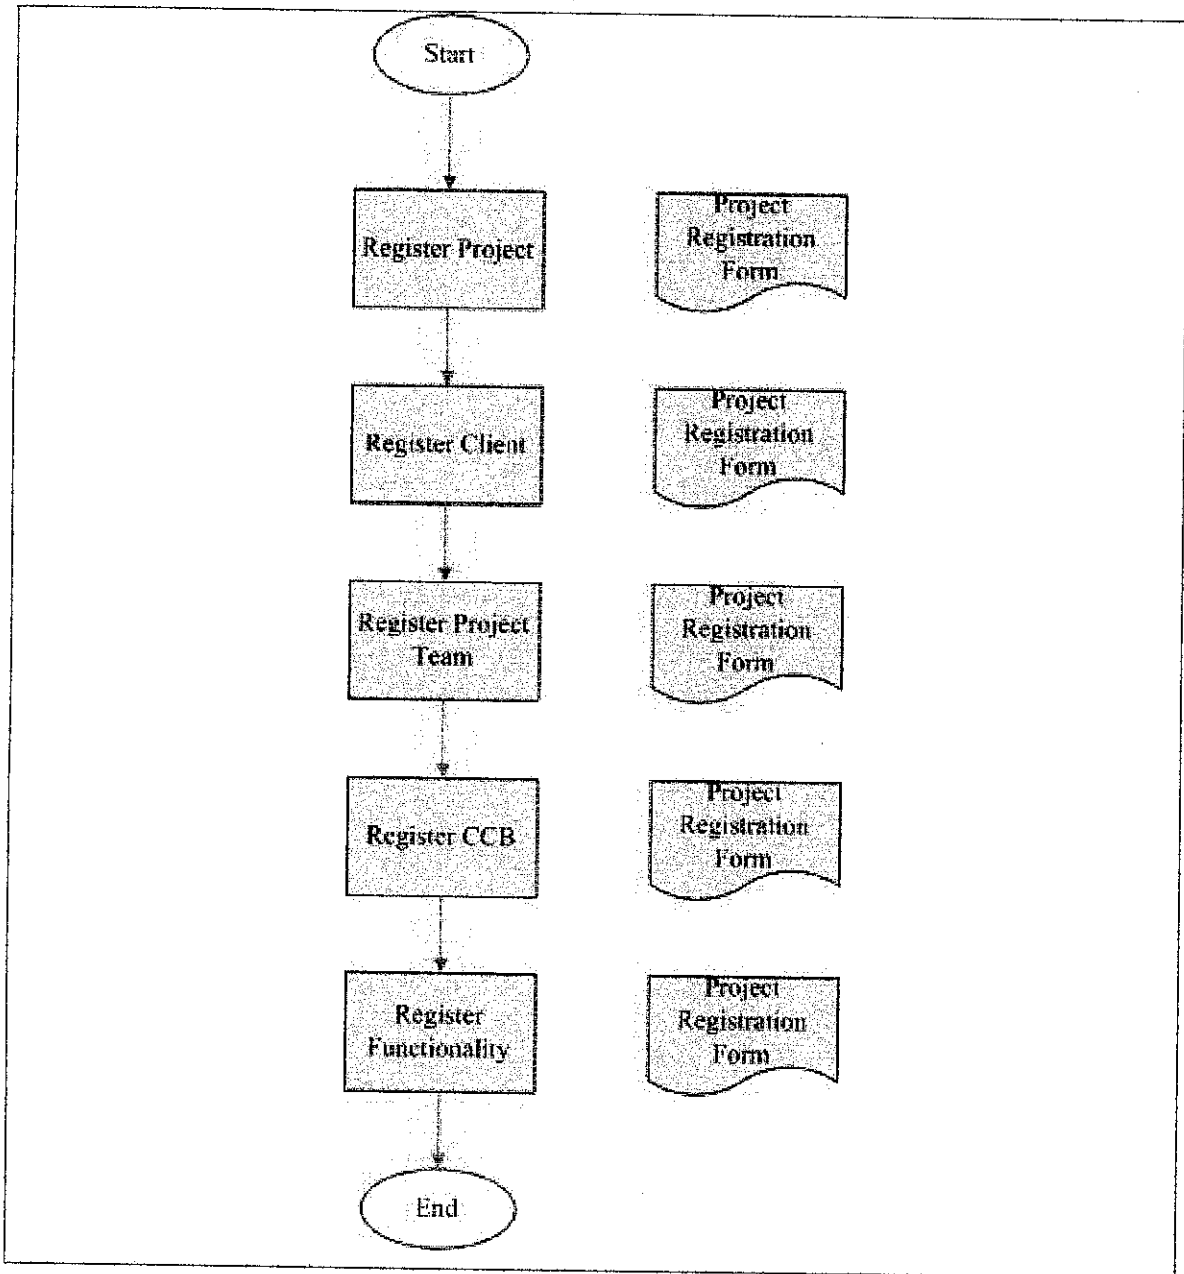 Start
Register Project
Project
Registration
Form
Register Client
Project
Registration
Form
Register Project
Team
Project
Registration
Form
Register CCB
Project
Registration
Form
Register
Functionality
Project
Registration
Form
End